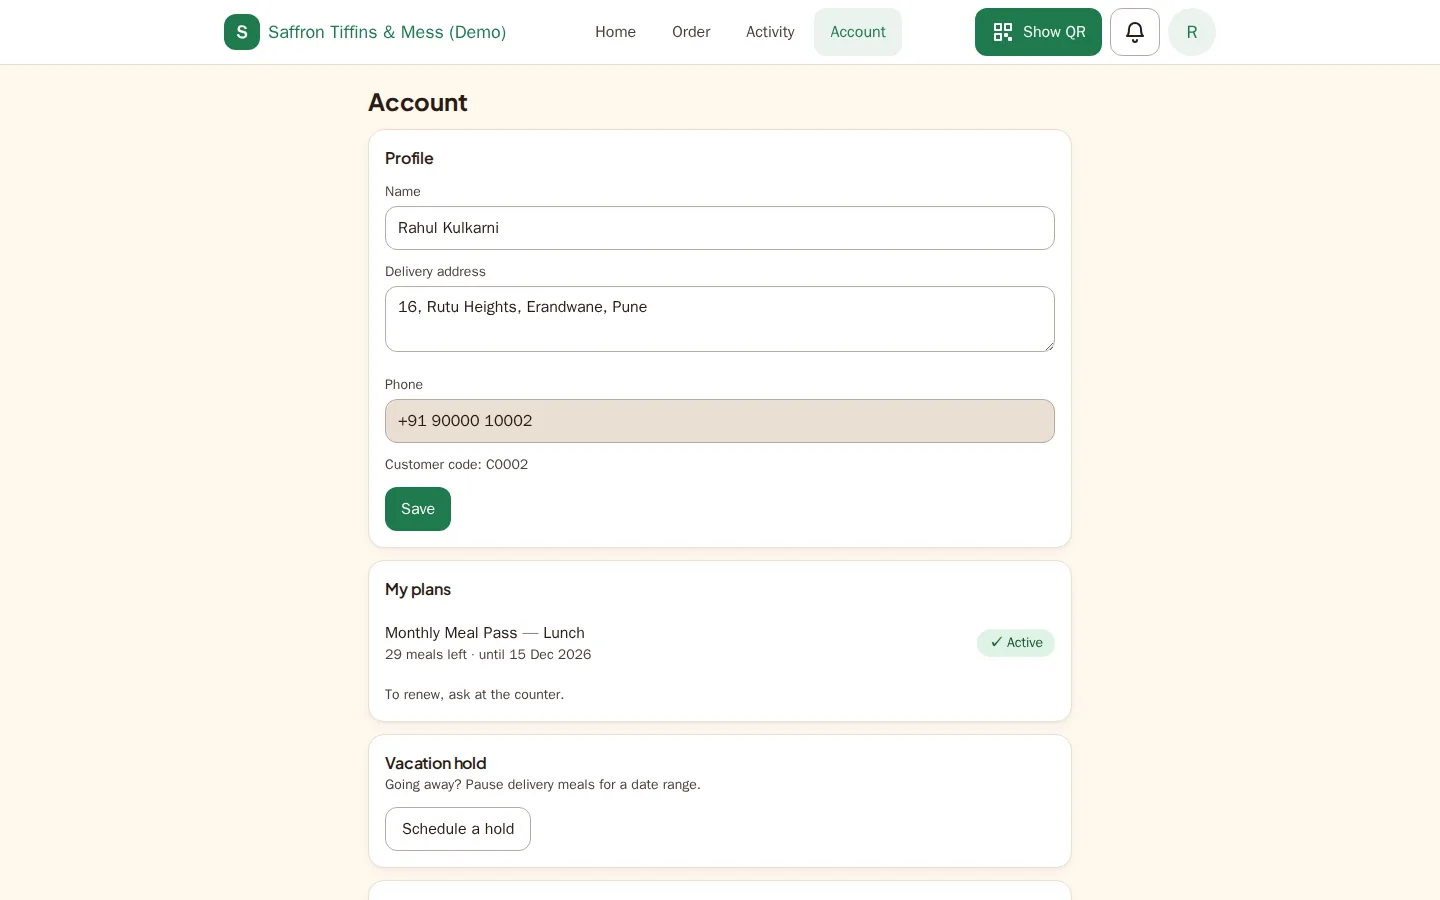 S Saffron Tiffins & Mess (Demo) Home Order Activity Account Show QR R
Account
Profile
Name
Rahul Kulkarni
Delivery address
16, Rutu Heights, Erandwane, Pune
Phone
+91 90000 10002
Customer code: C0002
Save
My plans
Monthly Meal Pass — Lunch
29 meals left · until 15 Dec 2026
✓ Active
To renew, ask at the counter.
Vacation hold
Going away? Pause delivery meals for a date range.
Schedule a hold